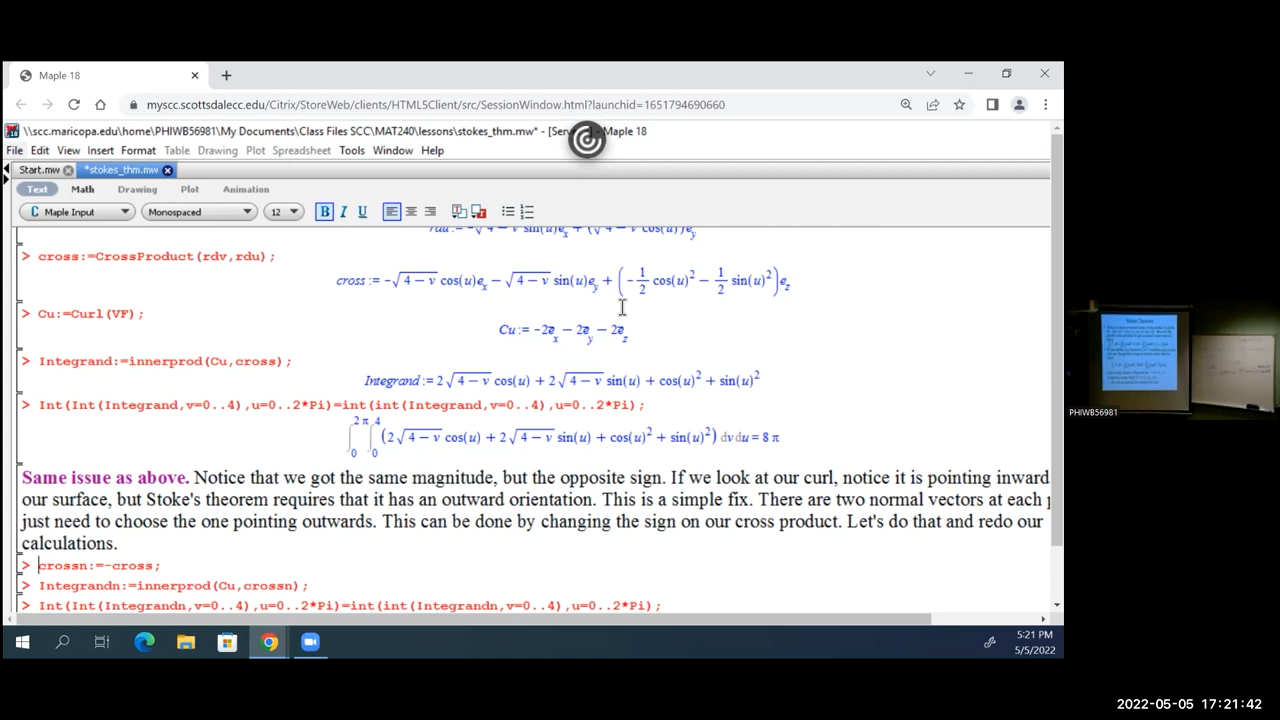 Maple 18
myscc.scottsdalecc.edu/Citrix/StoreWeb/clients/HTML5Client/src/SessionWindow.html?launchid=1651794690660
\\scc.maricopa.edu\home\PHIWB56981\My Documents\Class Files SCC\MAT240\lessons\stokes_thm.mw* - [Serv Maple 18
File Edit View Insert Format Table Drawing Plot Spreadsheet Tools Window Help
Start.mw *stokes_thm.mw
Text Math Drawing Plot Animation
C Maple Input Monospaced 12 B I U
> cross:=CrossProduct(rdv,rdu);
cross := -√4 - v cos(u)e_x - √4 - v sin(u)e_y + (-1/2 cos(u)^2 - 1/2 sin(u)^2)e_z
> Cu:=Curl(VF);
Cu := -2e_x - 2e_y - 2e_z
> Integrand:=innerprod(Cu,cross);
Integrand := 2√4 - v cos(u) + 2√4 - v sin(u) + cos(u)^2 + sin(u)^2
> Int(Int(Integrand,v=0..4),u=0..2*Pi)=int(int(Integrand,v=0..4),u=0..2*Pi);
∫_0^2π ∫_0^4 (2√4 - v cos(u) + 2√4 - v sin(u) + cos(u)^2 + sin(u)^2) dv du = 8 π
Same issue as above. Notice that we got the same magnitude, but the opposite sign. If we look at our curl, notice it is pointing inward
our surface, but Stoke's theorem requires that it has an outward orientation. This is a simple fix. There are two normal vectors at each p
just need to choose the one pointing outwards. This can be done by changing the sign on our cross product. Let's do that and redo our
calculations.
> crossn:=-cross;
> Integrandn:=innerprod(Cu,crossn);
> Int(Int(Integrandn,v=0..4),u=0..2*Pi)=int(int(Integrandn,v=0..4),u=0..2*Pi);
5:21 PM
5/5/2022
PHIWB56981
2022-05-05 17:21:42